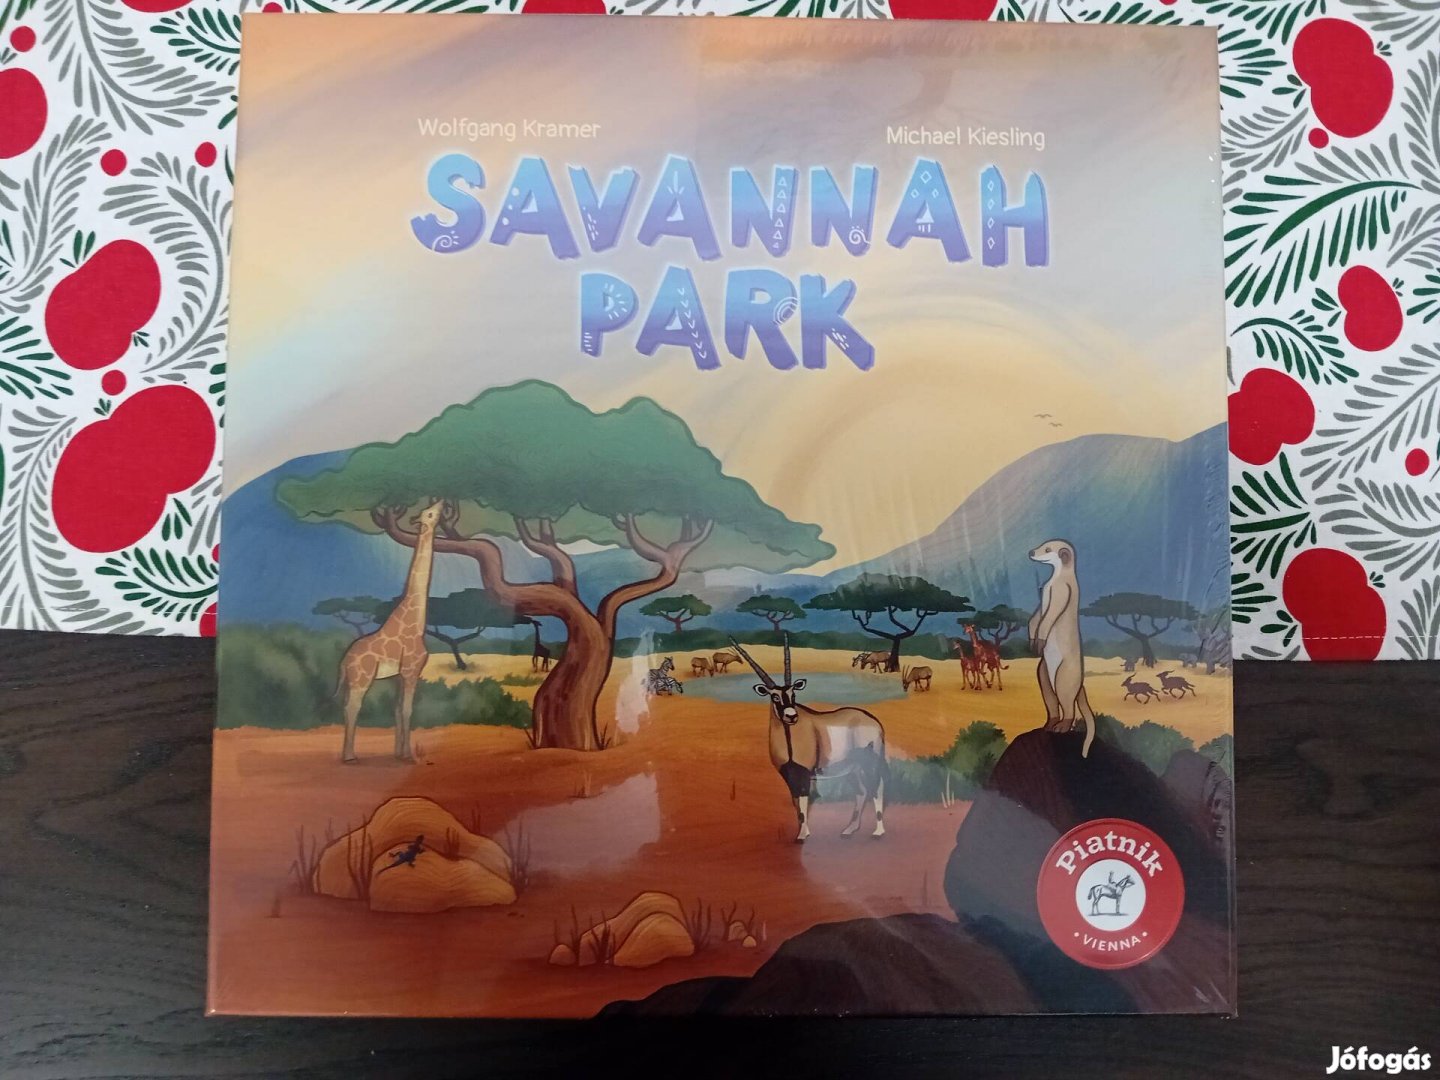 Wolfgang Kramer
Michael Kiesling
SAVANNAH
PARK
Piatnik
• VIENNA •
Jófogás